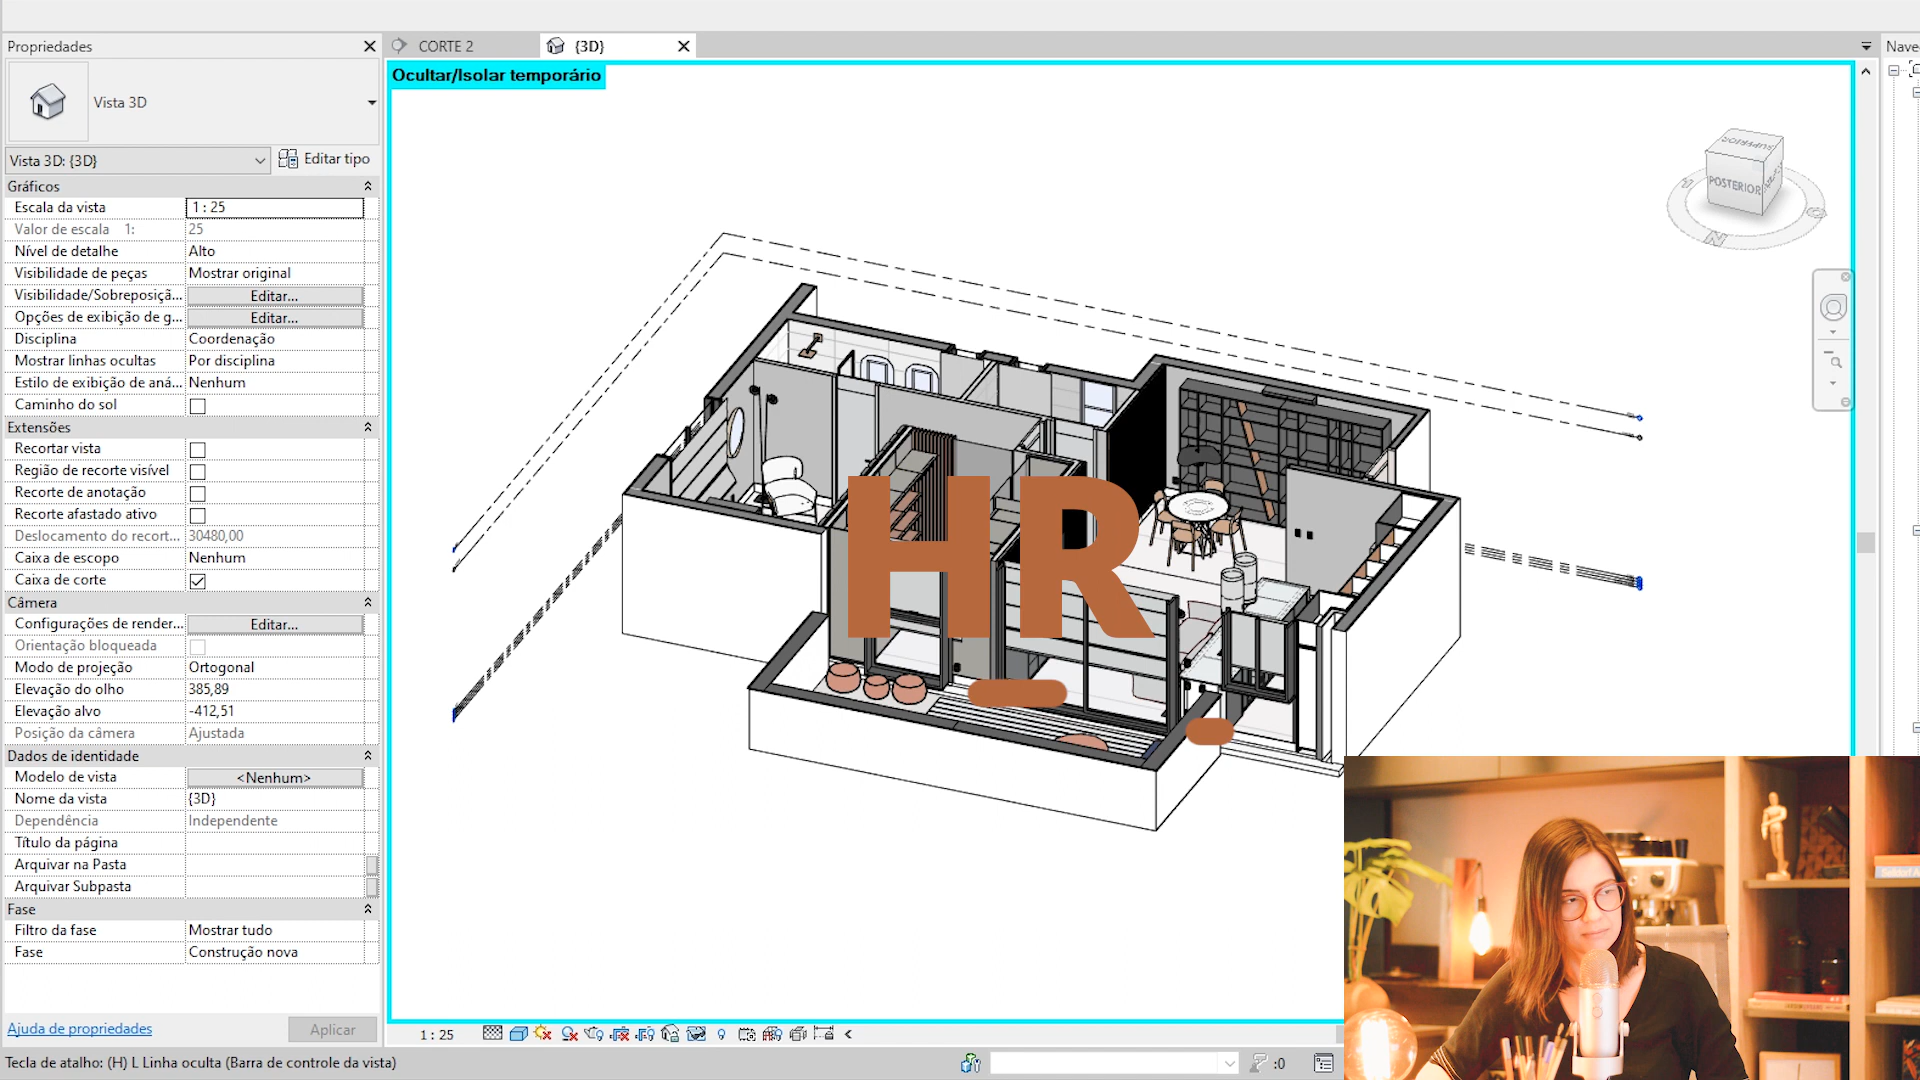 Propriedades
CORTE 2
{3D}
Nave
Vista 3D
Ocultar/Isolar temporário
Vista 3D: {3D}
Editar tipo
Gráficos
Escala da vista
1 : 25
Valor de escala 1:
25
Nível de detalhe
Alto
Visibilidade de peças
Mostrar original
Visibilidade/Sobreposiçã...
Editar...
Opções de exibição de g...
Editar...
Disciplina
Coordenação
Mostrar linhas ocultas
Por disciplina
Estilo de exibição de aná...
Nenhum
Caminho do sol
Extensões
Recortar vista
Região de recorte visível
Recorte de anotação
Recorte afastado ativo
Deslocamento do recort...
30480,00
Caixa de escopo
Nenhum
Caixa de corte
Câmera
Configurações de render...
Editar...
Orientação bloqueada
Modo de projeção
Ortogonal
Elevação do olho
385,89
Elevação alvo
-412,51
Posição da câmera
Ajustada
Dados de identidade
Modelo de vista
<Nenhum>
Nome da vista
{3D}
Dependência
Independente
Título da página
Arquivar na Pasta
Arquivar Subpasta
Fase
Filtro da fase
Mostrar tudo
Fase
Construção nova
Ajuda de propriedades
Aplicar
SUPERIOR
POSTERIOR
N
HR
1 : 25
Tecla de atalho: (H) L Linha oculta (Barra de controle da vista)
:0